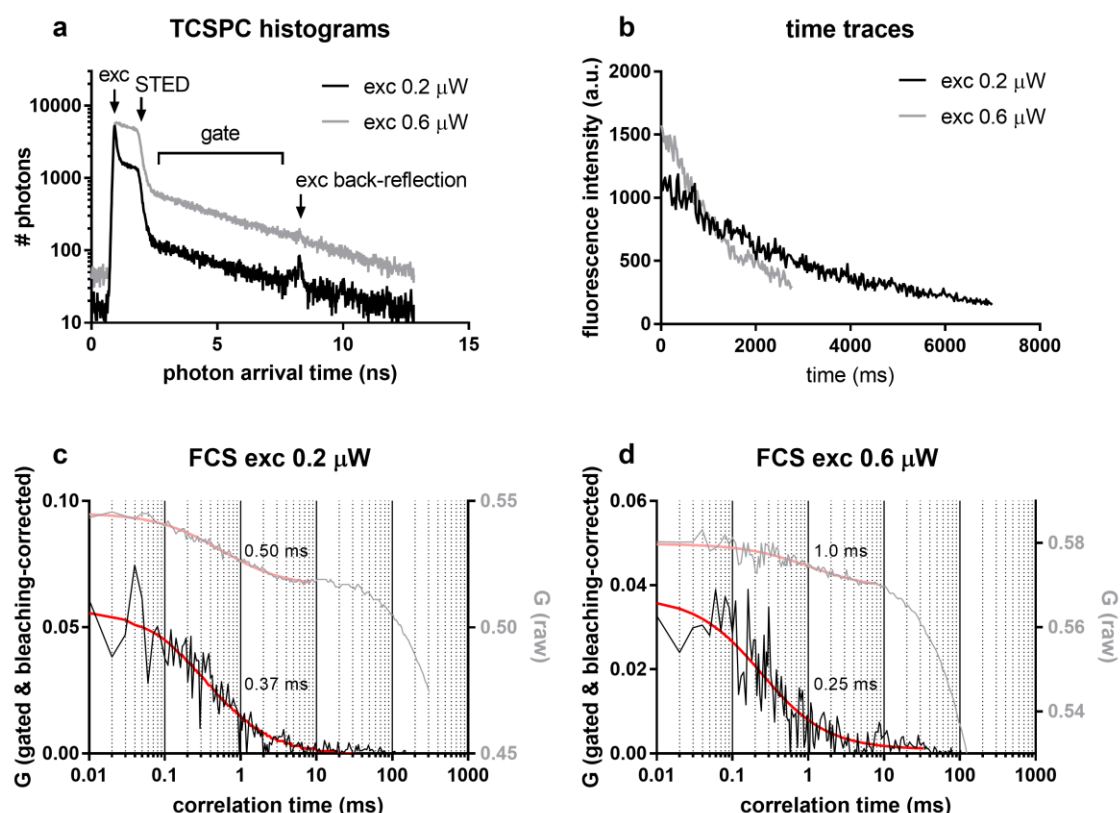 a
TCSPC histograms
exc
STED
exc 0.2 μW
exc 0.6 μW
gate
exc back-reflection
# photons
10000
1000
100
10
0
5
10
15
photon arrival time (ns)
b
time traces
exc 0.2 μW
exc 0.6 μW
fluorescence intensity (a.u.)
2000
1500
1000
500
0
0
2000
4000
6000
8000
time (ms)
c
FCS exc 0.2 μW
G (gated & bleaching-corrected)
0.10
0.05
0.00
0.50 ms
0.37 ms
0.55
0.50
0.45
G (raw)
0.01
0.1
1
10
100
1000
correlation time (ms)
d
FCS exc 0.6 μW
G (gated & bleaching-corrected)
0.06
0.04
0.02
0.00
1.0 ms
0.25 ms
0.58
0.56
0.54
G (raw)
0.01
0.1
1
10
100
1000
correlation time (ms)